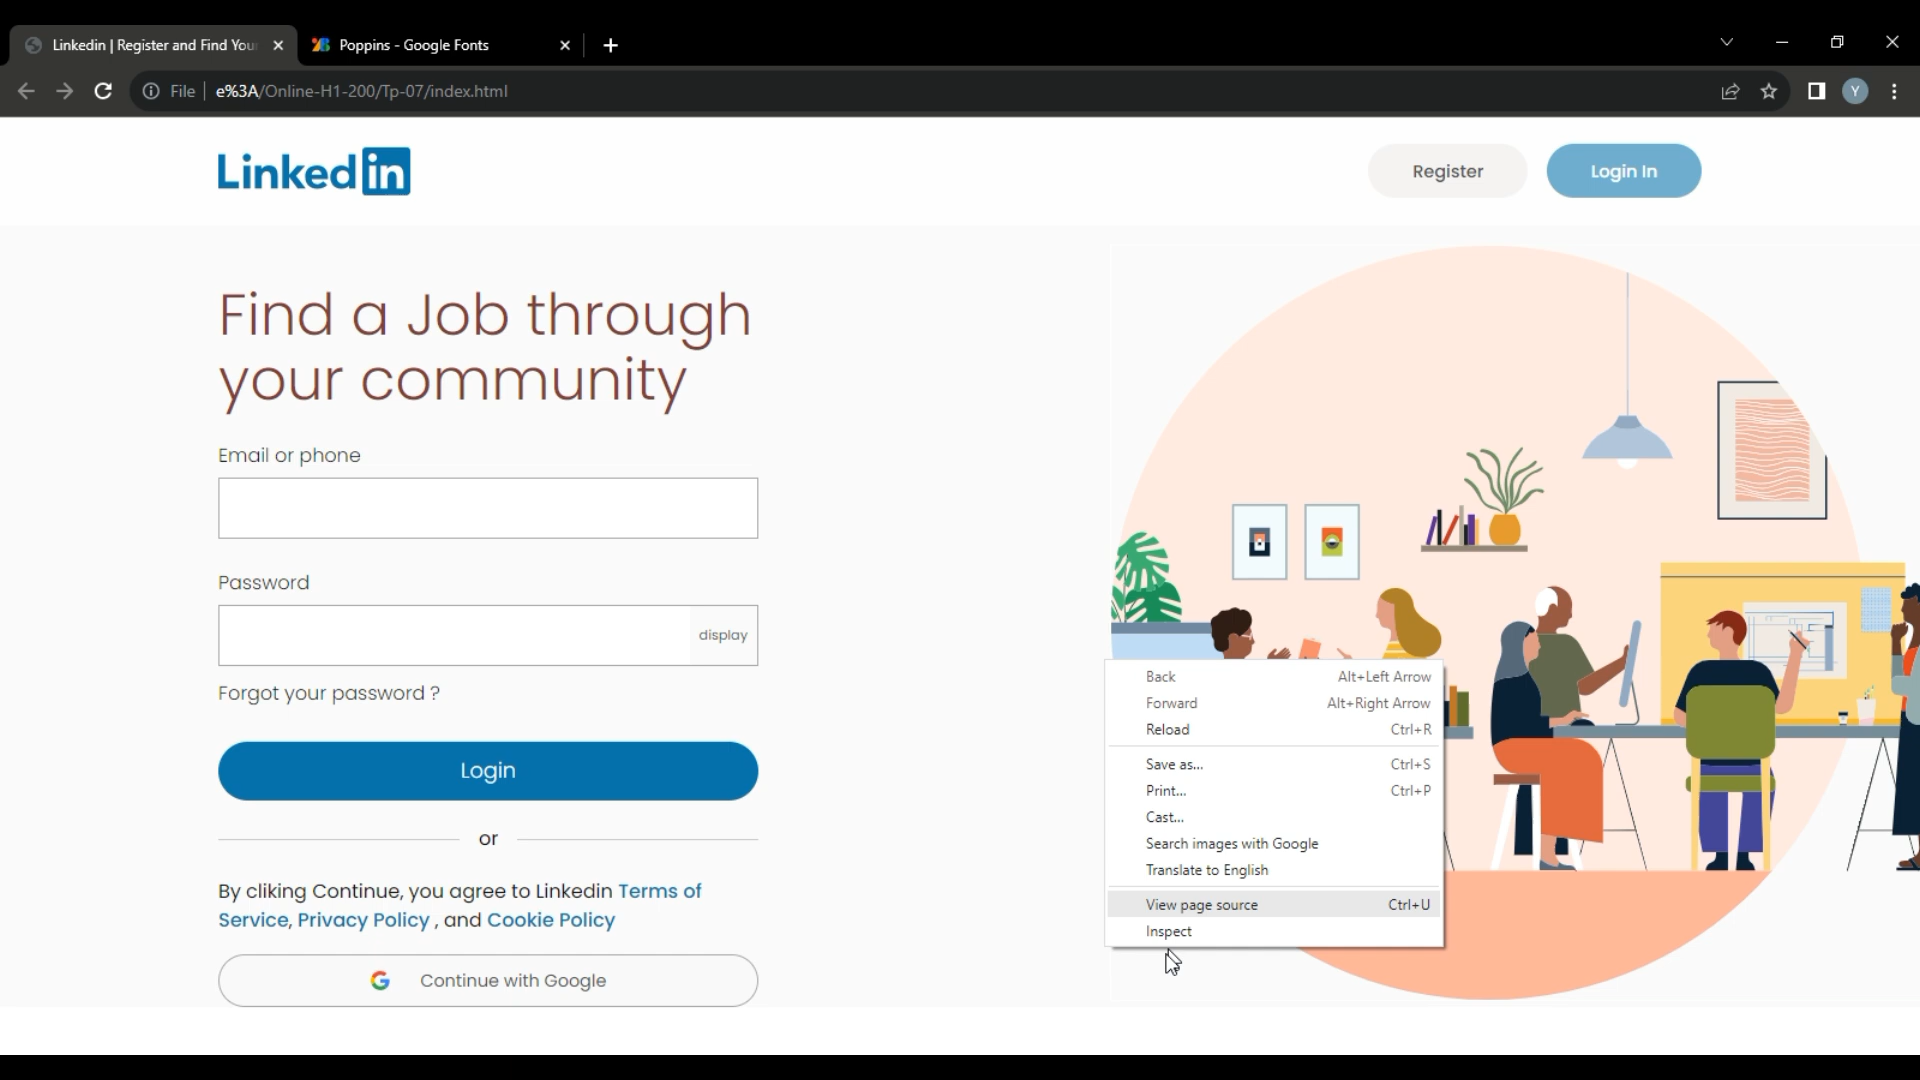 Linkedin | Register and Find You
Poppins - Google Fonts
File
e%3A/Online-H1-200/Tp-07/index.html
Y
Linked in
Register
Login In
Find a Job through
your community
Email or phone
Password
display
Forgot your password ?
Login
or
By cliking Continue, you agree to Linkedin Terms of
Service, Privacy Policy , and Cookie Policy
Continue with Google
Back Alt+Left Arrow
Forward Alt+Right Arrow
Reload Ctrl+R
Save as... Ctrl+S
Print... Ctrl+P
Cast...
Search images with Google
Translate to English
View page source Ctrl+U
Inspect